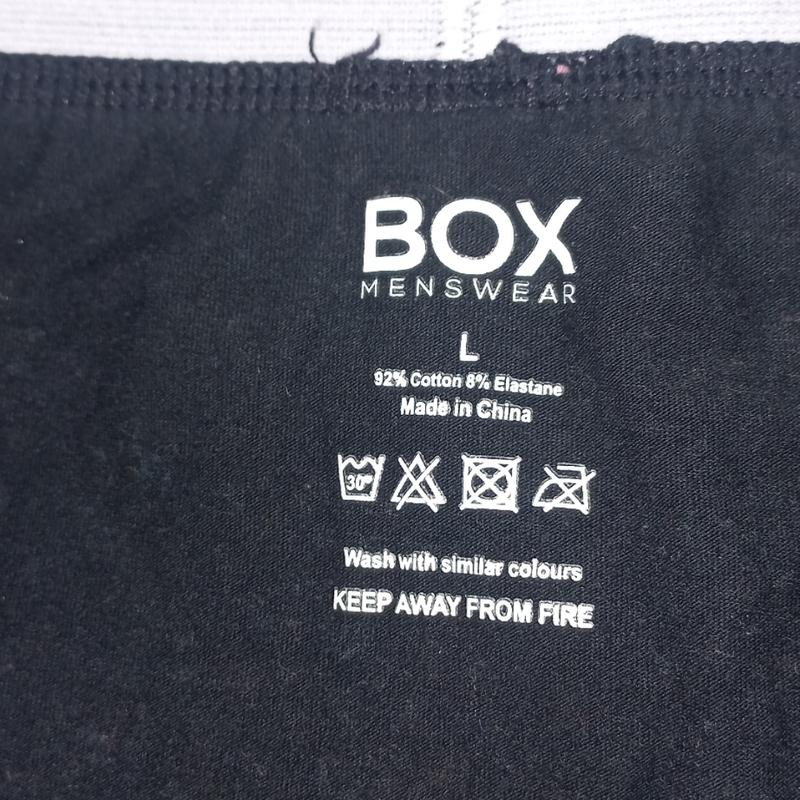 BOX
MENSWEAR
L
92% Cotton 8% Elastane
Made in China
30°
Wash with similar colours
KEEP AWAY FROM FIRE